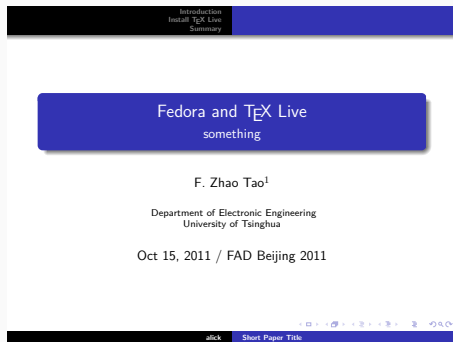 Introduction
Install TEX Live
Summary
Fedora and TEX Live
something
F. Zhao Tao1
Department of Electronic Engineering
University of Tsinghua
Oct 15, 2011 / FAD Beijing 2011
alick Short Paper Title